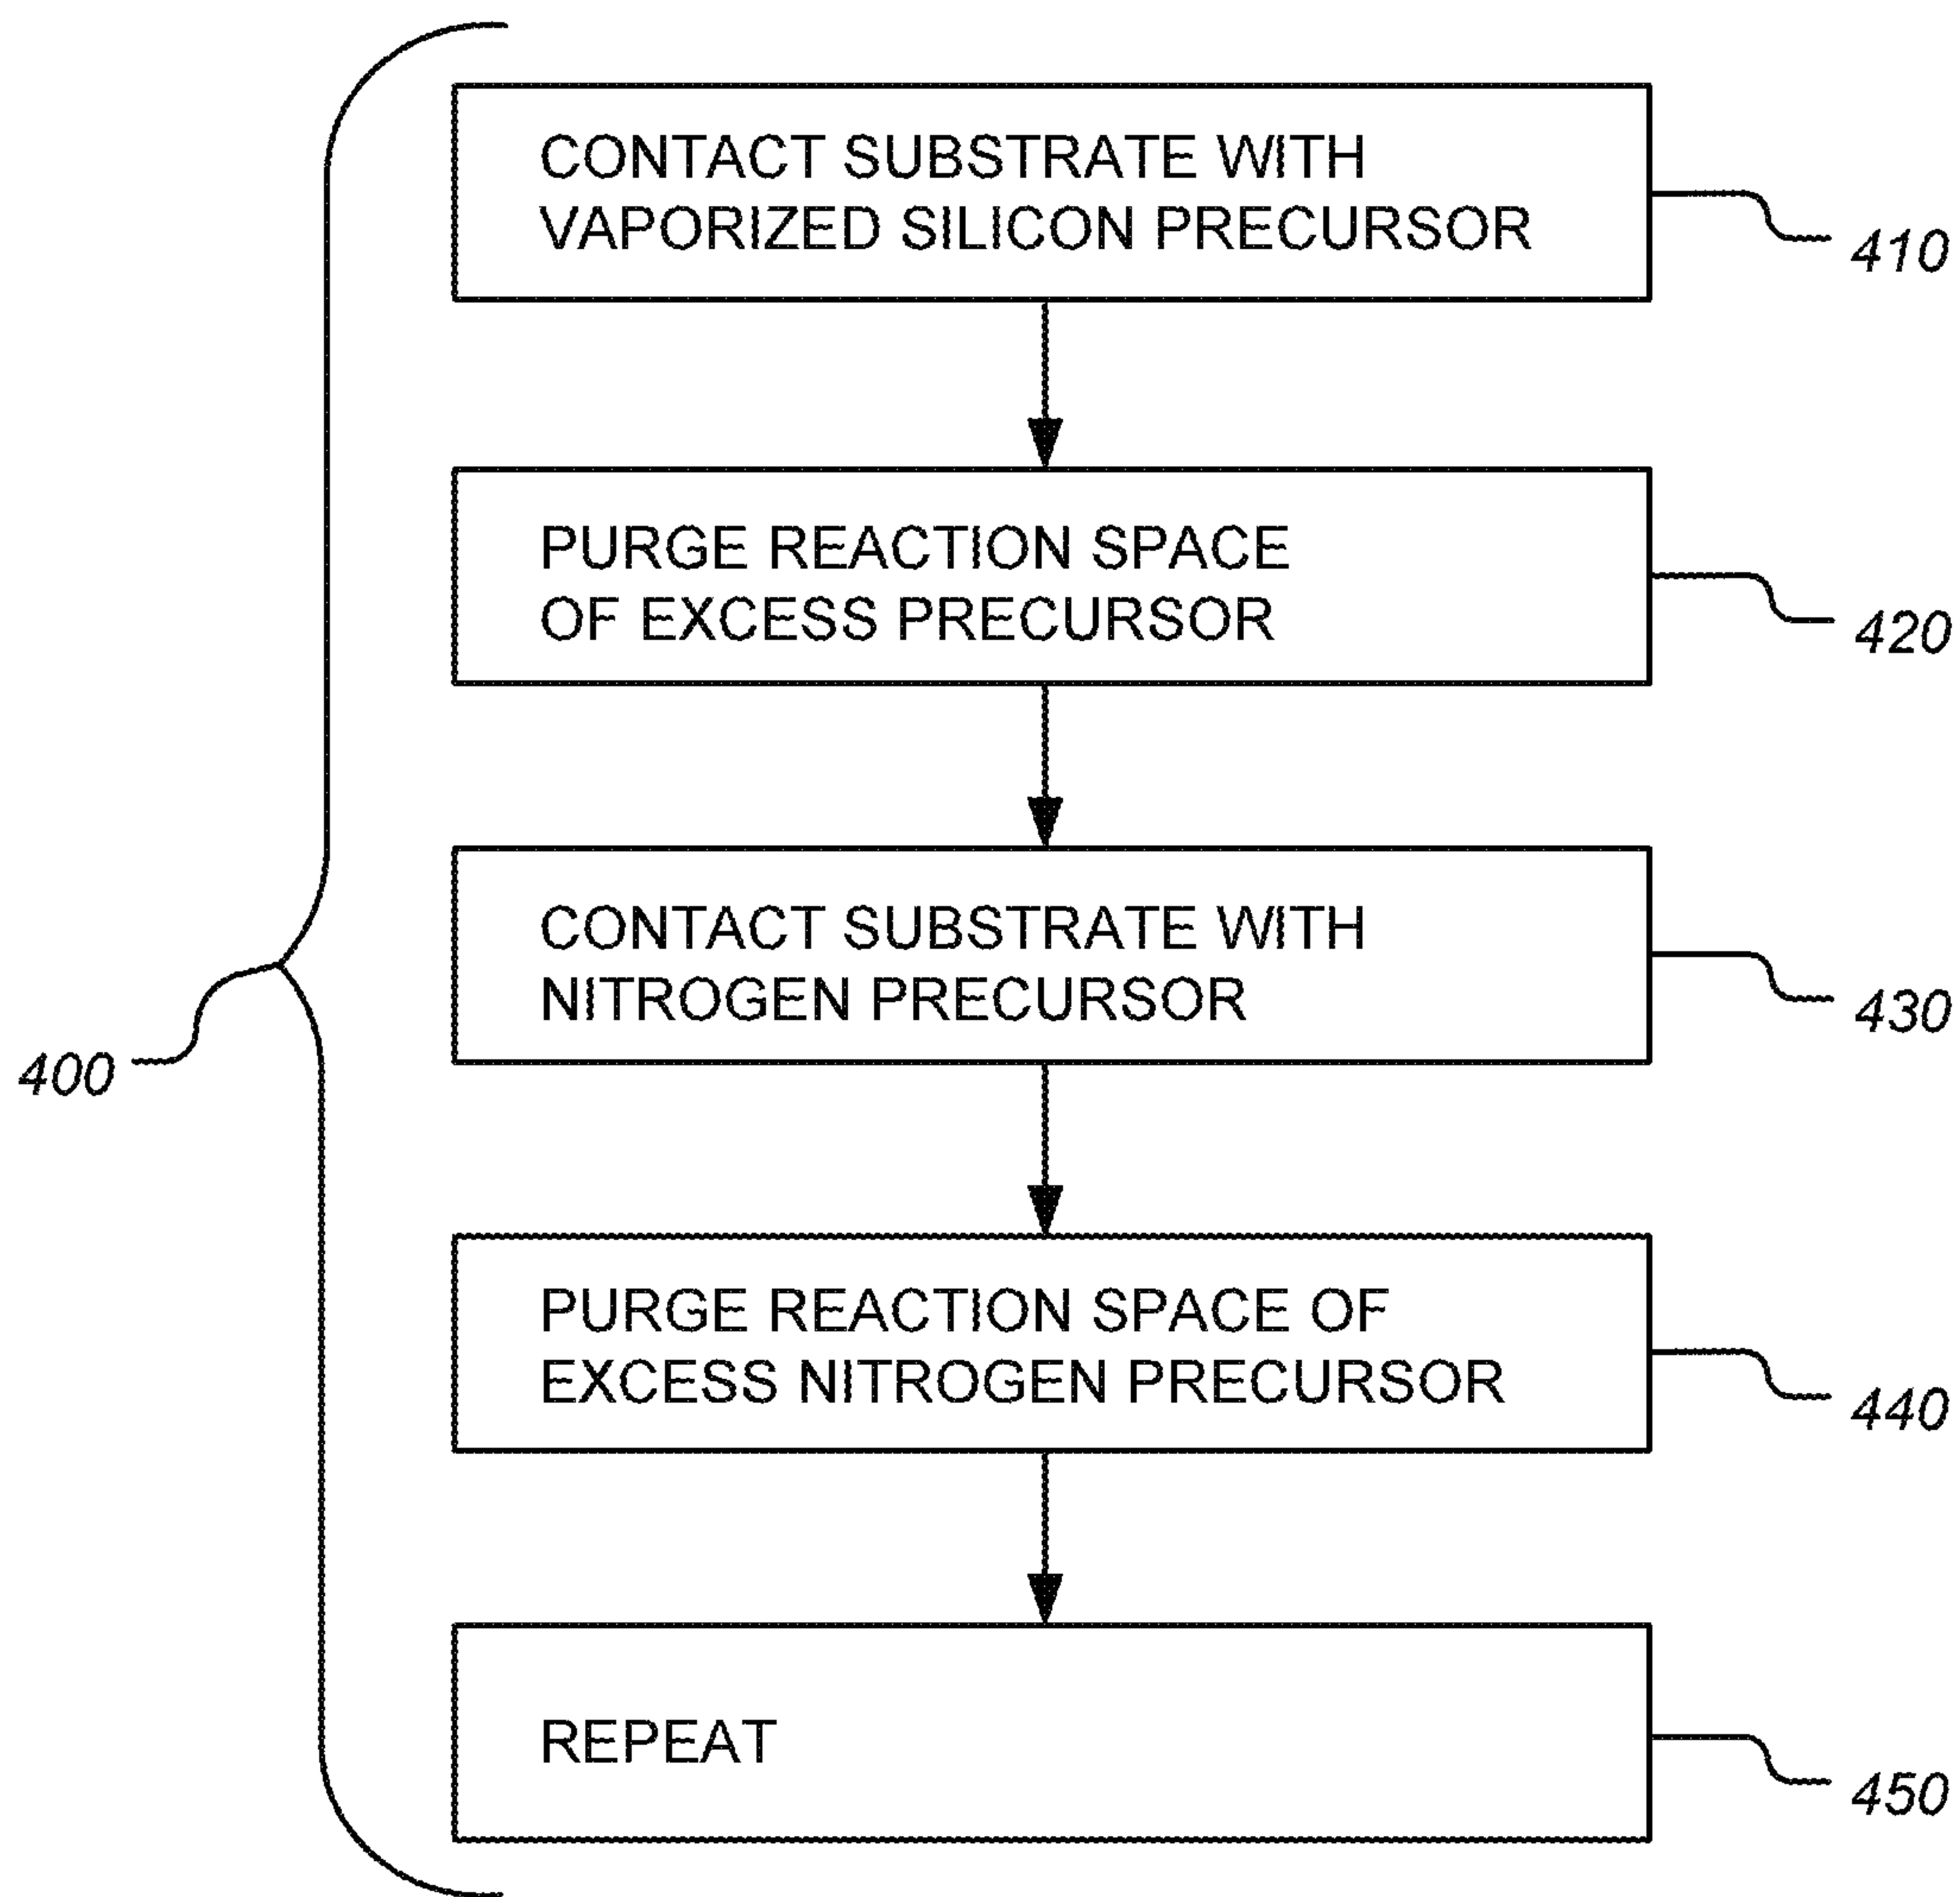 CONTACT SUBSTRATE WITH
VAPORIZED SILICON PRECURSOR
410
PURGE REACTION SPACE
OF EXCESS PRECURSOR
420
CONTACT SUBSTRATE WITH
NITROGEN PRECURSOR
430
400
PURGE REACTION SPACE OF
EXCESS NITROGEN PRECURSOR
440
REPEAT
450